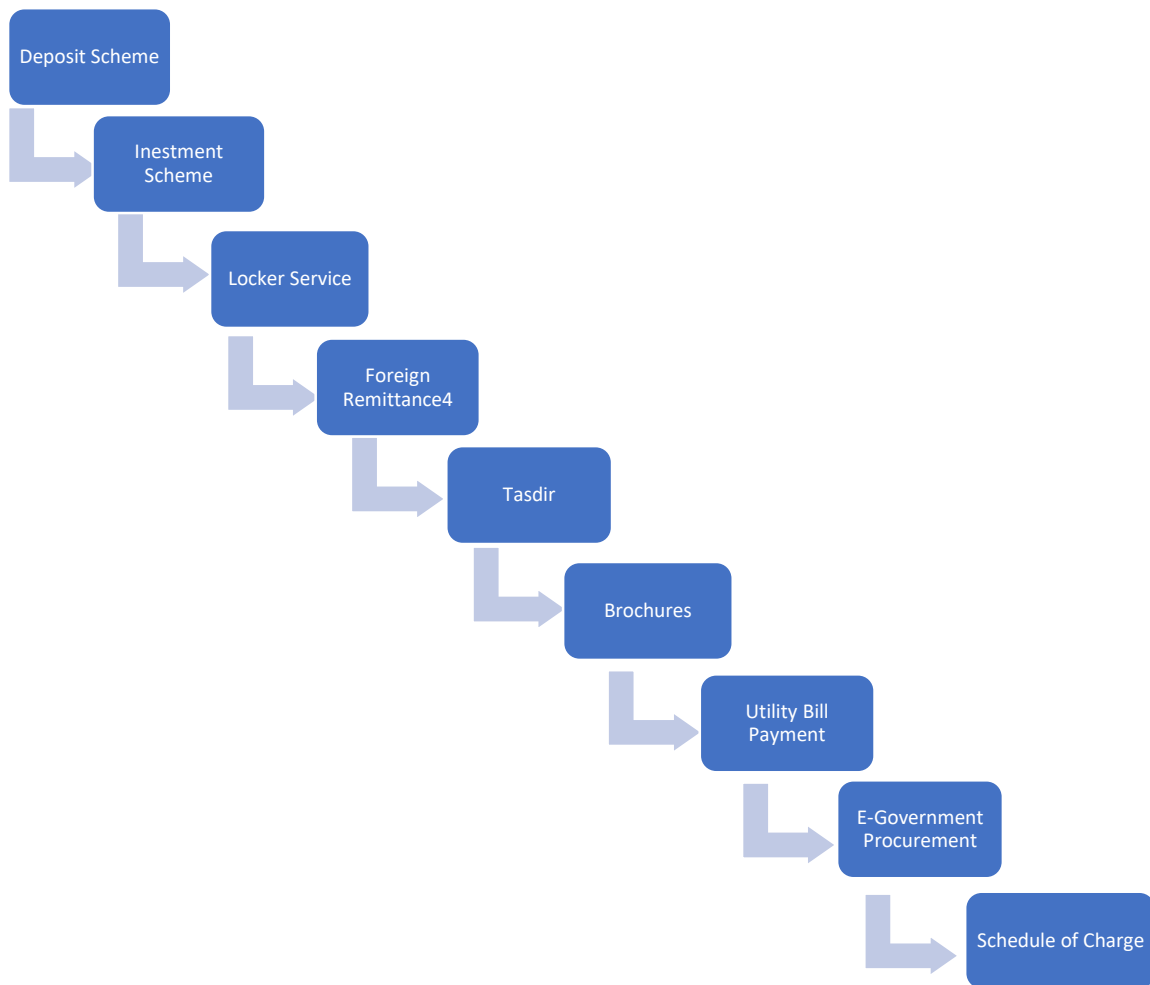 Deposit Scheme
Inestment
Scheme
Locker Service
Foreign
Remittance4
Tasdir
Brochures
Utility Bill
Payment
E-Government
Procurement
Schedule of Charge